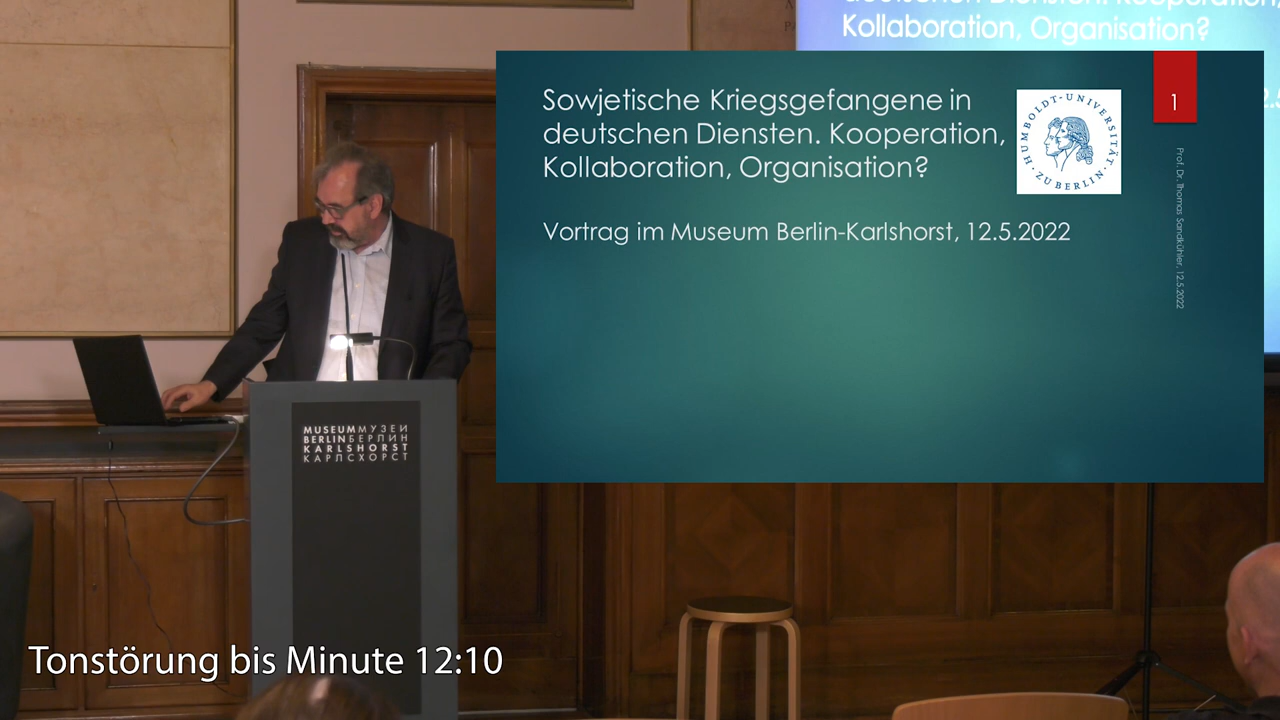 Kollaboration, Organisation?
Sowjetische Kriegsgefangene in
deutschen Diensten. Kooperation,
Kollaboration, Organisation?
Vortrag im Museum Berlin-Karlshorst, 12.5.2022
HUMBOLDT-UNIVERSITÄT
ZU BERLIN
1
Prof. Dr. Thomas Sandkühler, 12.5.2022
MUSEUM МУЗЕЙ
BERLIN БЕРЛИН
KARLSHORST
КАРЛСХОРСТ
Tonstörung bis Minute 12:10